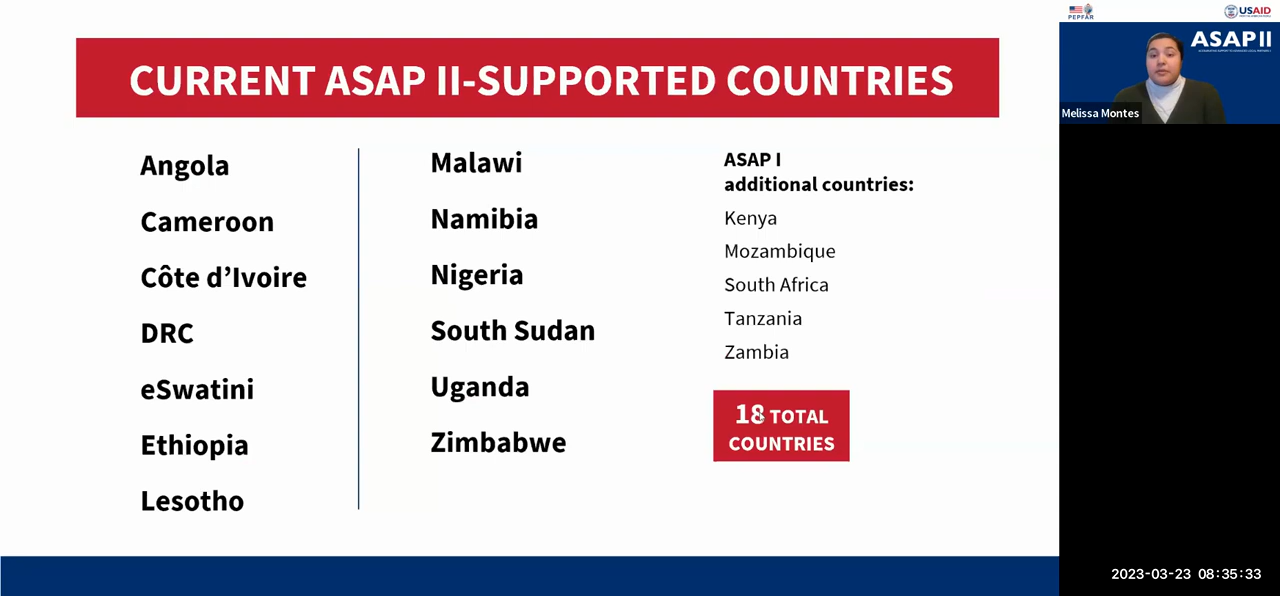 CURRENT ASAP II-SUPPORTED COUNTRIES
Angola
Cameroon
Côte d’Ivoire
DRC
eSwatini
Ethiopia
Lesotho
Malawi
Namibia
Nigeria
South Sudan
Uganda
Zimbabwe
ASAP I
additional countries:
Kenya
Mozambique
South Africa
Tanzania
Zambia
18 TOTAL
COUNTRIES
PEPFAR
USAID
ASAP II
Melissa Montes
2023-03-23 08:35:33